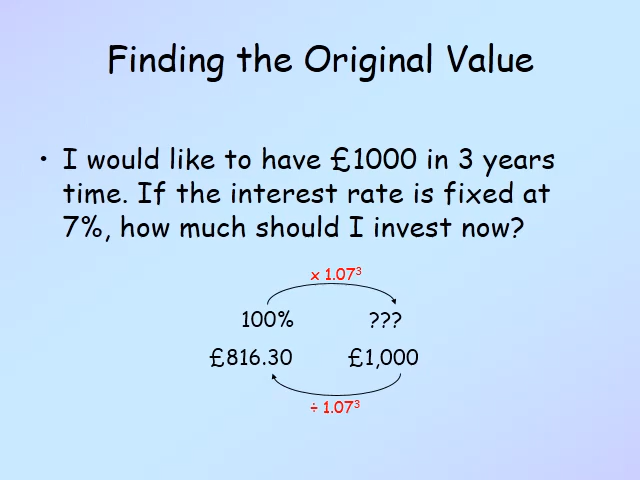 Finding the Original Value
• I would like to have £1000 in 3 years
time. If the interest rate is fixed at
7%, how much should I invest now?
x 1.07³
100% ???
£816.30 £1,000
÷ 1.07³